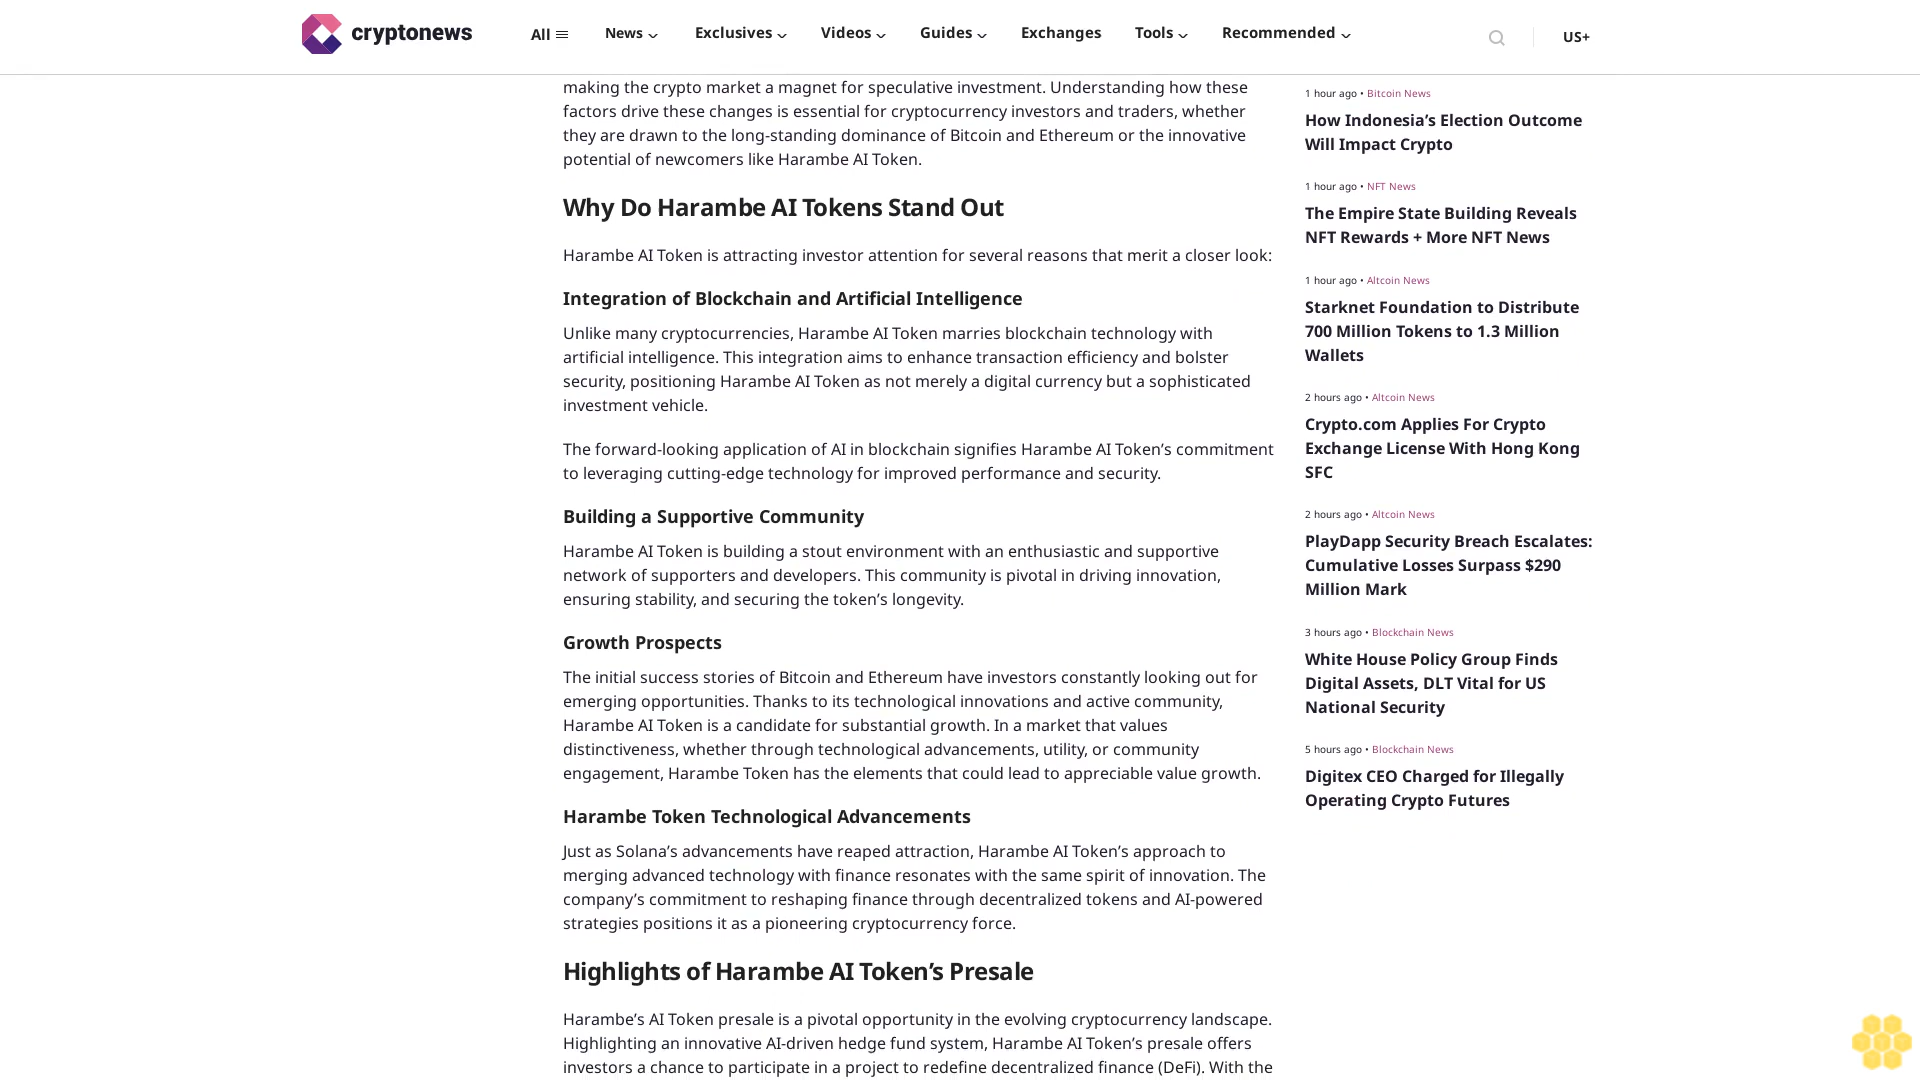 cryptonews
All
News
Exclusives
Videos
Guides
Exchanges
Tools
Recommended
US+
making the crypto market a magnet for speculative investment. Understanding how these
factors drive these changes is essential for cryptocurrency investors and traders, whether
they are drawn to the long-standing dominance of Bitcoin and Ethereum or the innovative
potential of newcomers like Harambe AI Token.
Why Do Harambe AI Tokens Stand Out
Harambe AI Token is attracting investor attention for several reasons that merit a closer look:
Integration of Blockchain and Artificial Intelligence
Unlike many cryptocurrencies, Harambe AI Token marries blockchain technology with
artificial intelligence. This integration aims to enhance transaction efficiency and bolster
security, positioning Harambe AI Token as not merely a digital currency but a sophisticated
investment vehicle.
The forward-looking application of AI in blockchain signifies Harambe AI Token’s commitment
to leveraging cutting-edge technology for improved performance and security.
Building a Supportive Community
Harambe AI Token is building a stout environment with an enthusiastic and supportive
network of supporters and developers. This community is pivotal in driving innovation,
ensuring stability, and securing the token’s longevity.
Growth Prospects
The initial success stories of Bitcoin and Ethereum have investors constantly looking out for
emerging opportunities. Thanks to its technological innovations and active community,
Harambe AI Token is a candidate for substantial growth. In a market that values
distinctiveness, whether through technological advancements, utility, or community
engagement, Harambe Token has the elements that could lead to appreciable value growth.
Harambe Token Technological Advancements
Just as Solana’s advancements have reaped attraction, Harambe AI Token’s approach to
merging advanced technology with finance resonates with the same spirit of innovation. The
company’s commitment to reshaping finance through decentralized tokens and AI-powered
strategies positions it as a pioneering cryptocurrency force.
Highlights of Harambe AI Token’s Presale
Harambe’s AI Token presale is a pivotal opportunity in the evolving cryptocurrency landscape.
Highlighting an innovative AI-driven hedge fund system, Harambe AI Token’s presale offers
investors a chance to participate in a project to redefine decentralized finance (DeFi). With the
1 hour ago • Bitcoin News
How Indonesia’s Election Outcome
Will Impact Crypto
1 hour ago • NFT News
The Empire State Building Reveals
NFT Rewards + More NFT News
1 hour ago • Altcoin News
Starknet Foundation to Distribute
700 Million Tokens to 1.3 Million
Wallets
2 hours ago • Altcoin News
Crypto.com Applies For Crypto
Exchange License With Hong Kong
SFC
2 hours ago • Altcoin News
PlayDapp Security Breach Escalates:
Cumulative Losses Surpass $290
Million Mark
3 hours ago • Blockchain News
White House Policy Group Finds
Digital Assets, DLT Vital for US
National Security
5 hours ago • Blockchain News
Digitex CEO Charged for Illegally
Operating Crypto Futures